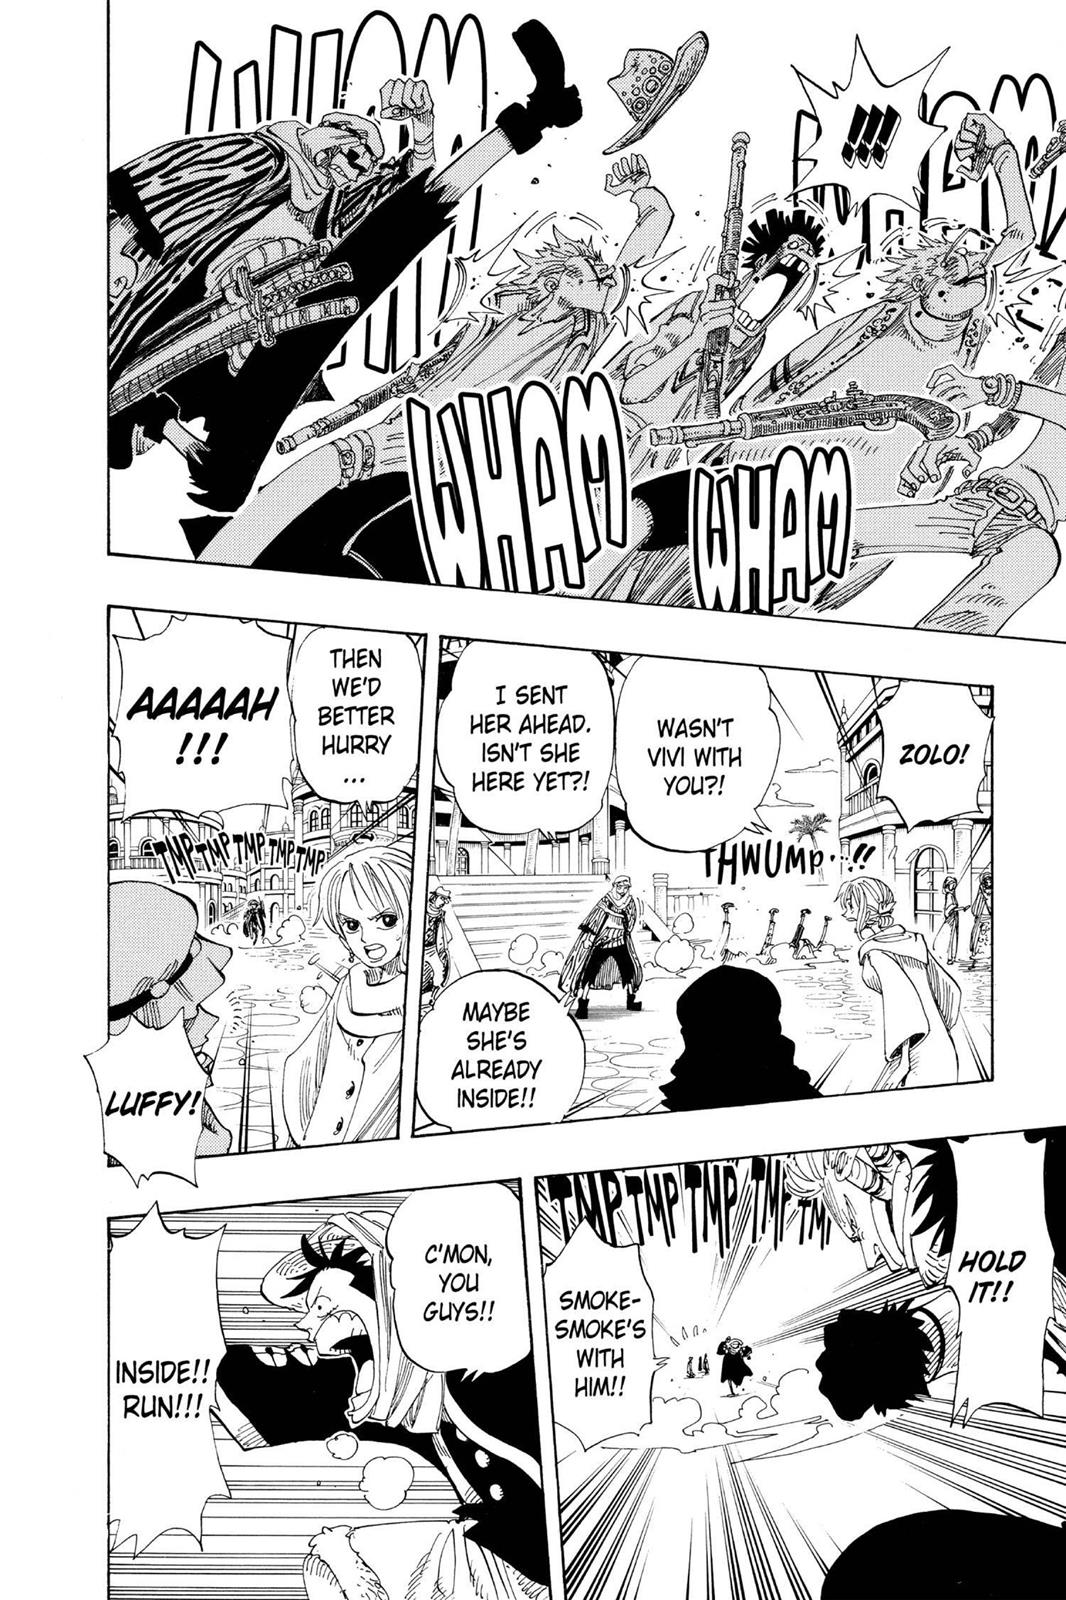 !!!
WHAM
WHAM
WHAM
WHAM
ZOLO!
WASN'T
VIVI WITH
YOU?!
I SENT
HER AHEAD.
ISN'T SHE
HERE YET?!
THWUMP...!!
MAYBE
SHE'S
ALREADY
INSIDE!!
THEN
WE'D
BETTER
HURRY
...
AAAAAH
!!!
TMP TMP TMP TMP TMP
LUFFY!
HOLD
IT!!
TMP TMP TMP TMP TMP
SMOKE-
SMOKE'S
WITH
HIM!!
C'MON,
YOU
GUYS!!
INSIDE!!
RUN!!!